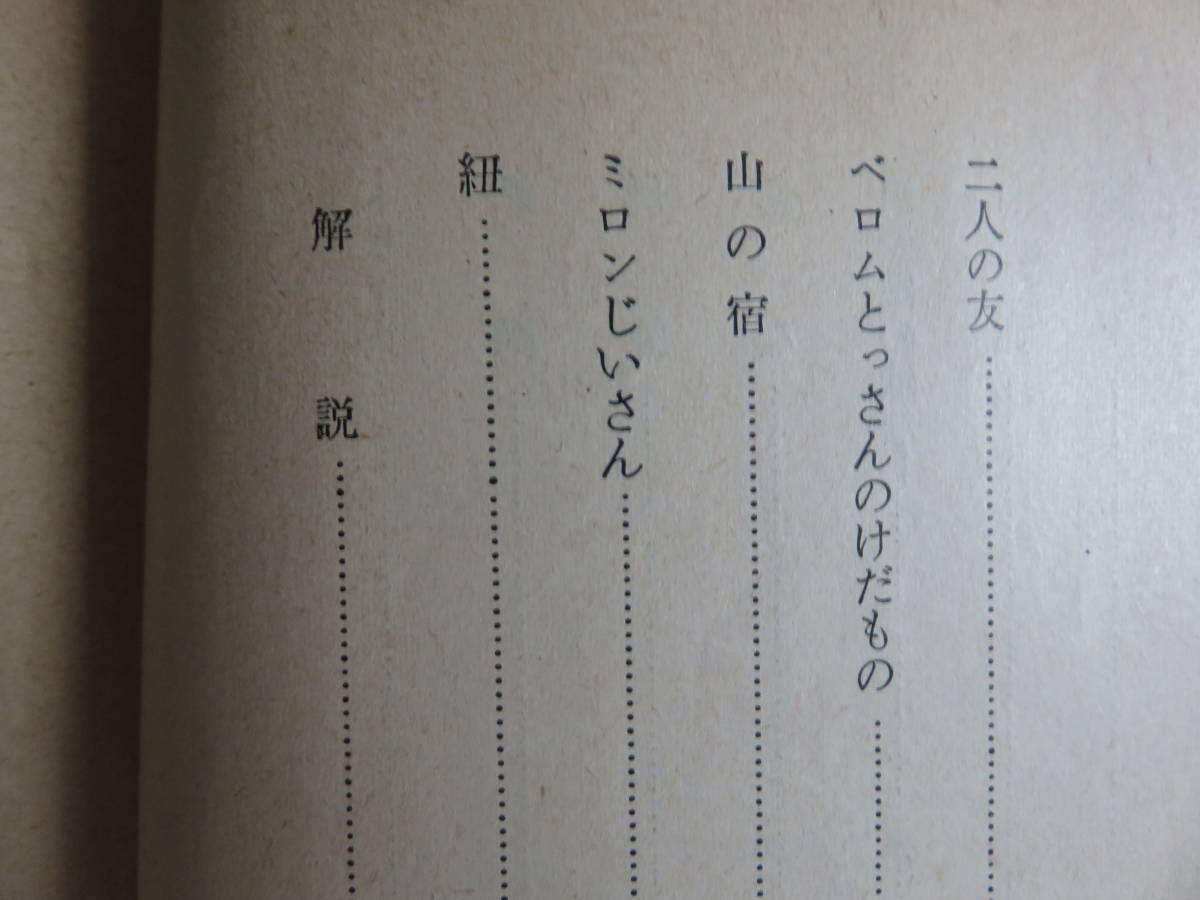 二人の友
ベロムとっさんのけだもの
山の宿
ミロンじいさん
紐
解説